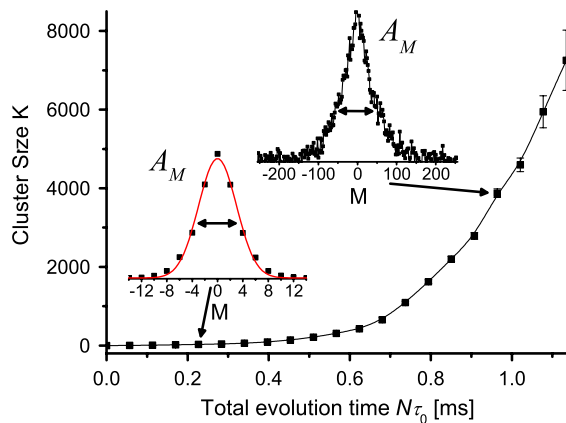 8000
6000
4000
2000
0
Cluster Size K
A_M
-200 -100 0 100 200
M
A_M
-12 -8 -4 0 4 8 12
M
0.0 0.2 0.4 0.6 0.8 1.0
Total evolution time Nτ₀ [ms]